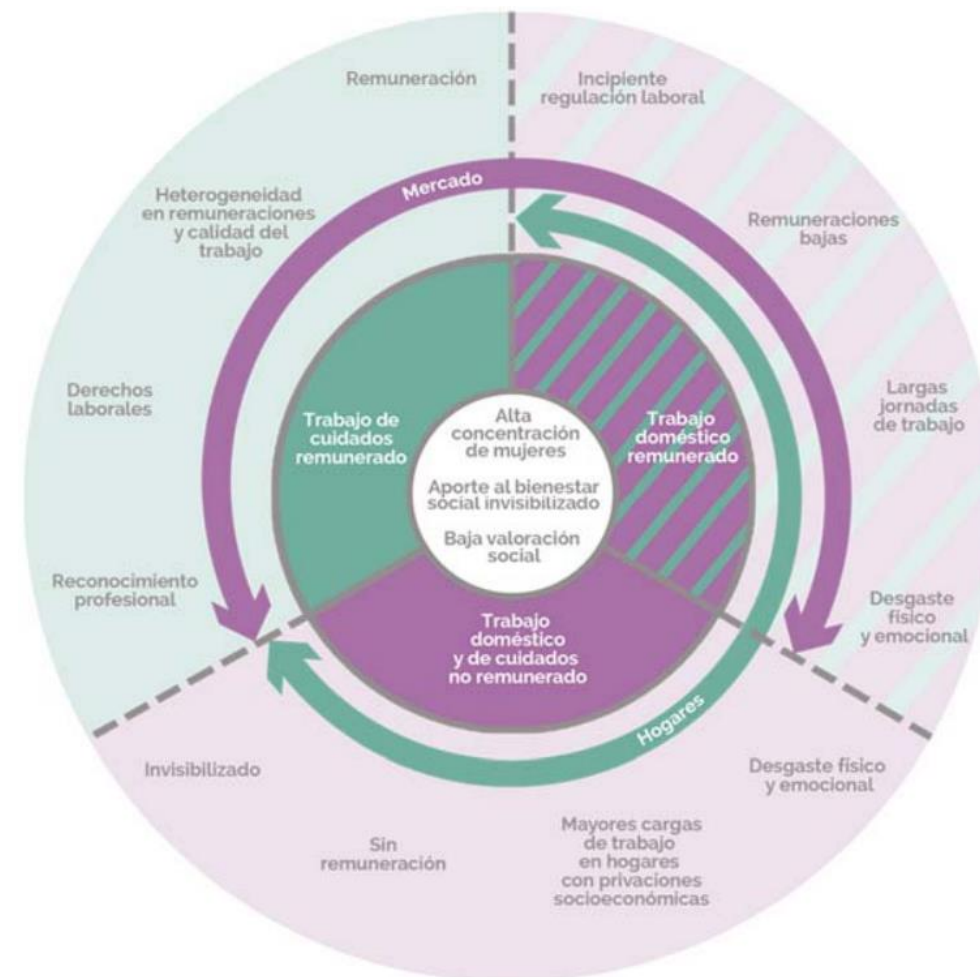 Remuneración
Heterogeneidad
en remuneraciones
y calidad del
trabajo
Derechos
laborales
Reconocimiento
profesional
Incipiente
regulación laboral
Remuneraciones
bajas
Largas
jornadas
de trabajo
Desgaste
físico
y emocional
Mercado
Trabajo de
cuidados
remunerado
Alta
concentración
de mujeres
Aporte al bienestar
social invisibilizado
Baja valoración
social
Trabajo
doméstico
remunerado
Trabajo
doméstico
y de cuidados
no remunerado
Hogares
Invisibilizado
Sin
remuneración
Mayores cargas
de trabajo
en hogares
con privaciones
socioeconómicas
Desgaste físico
y emocional